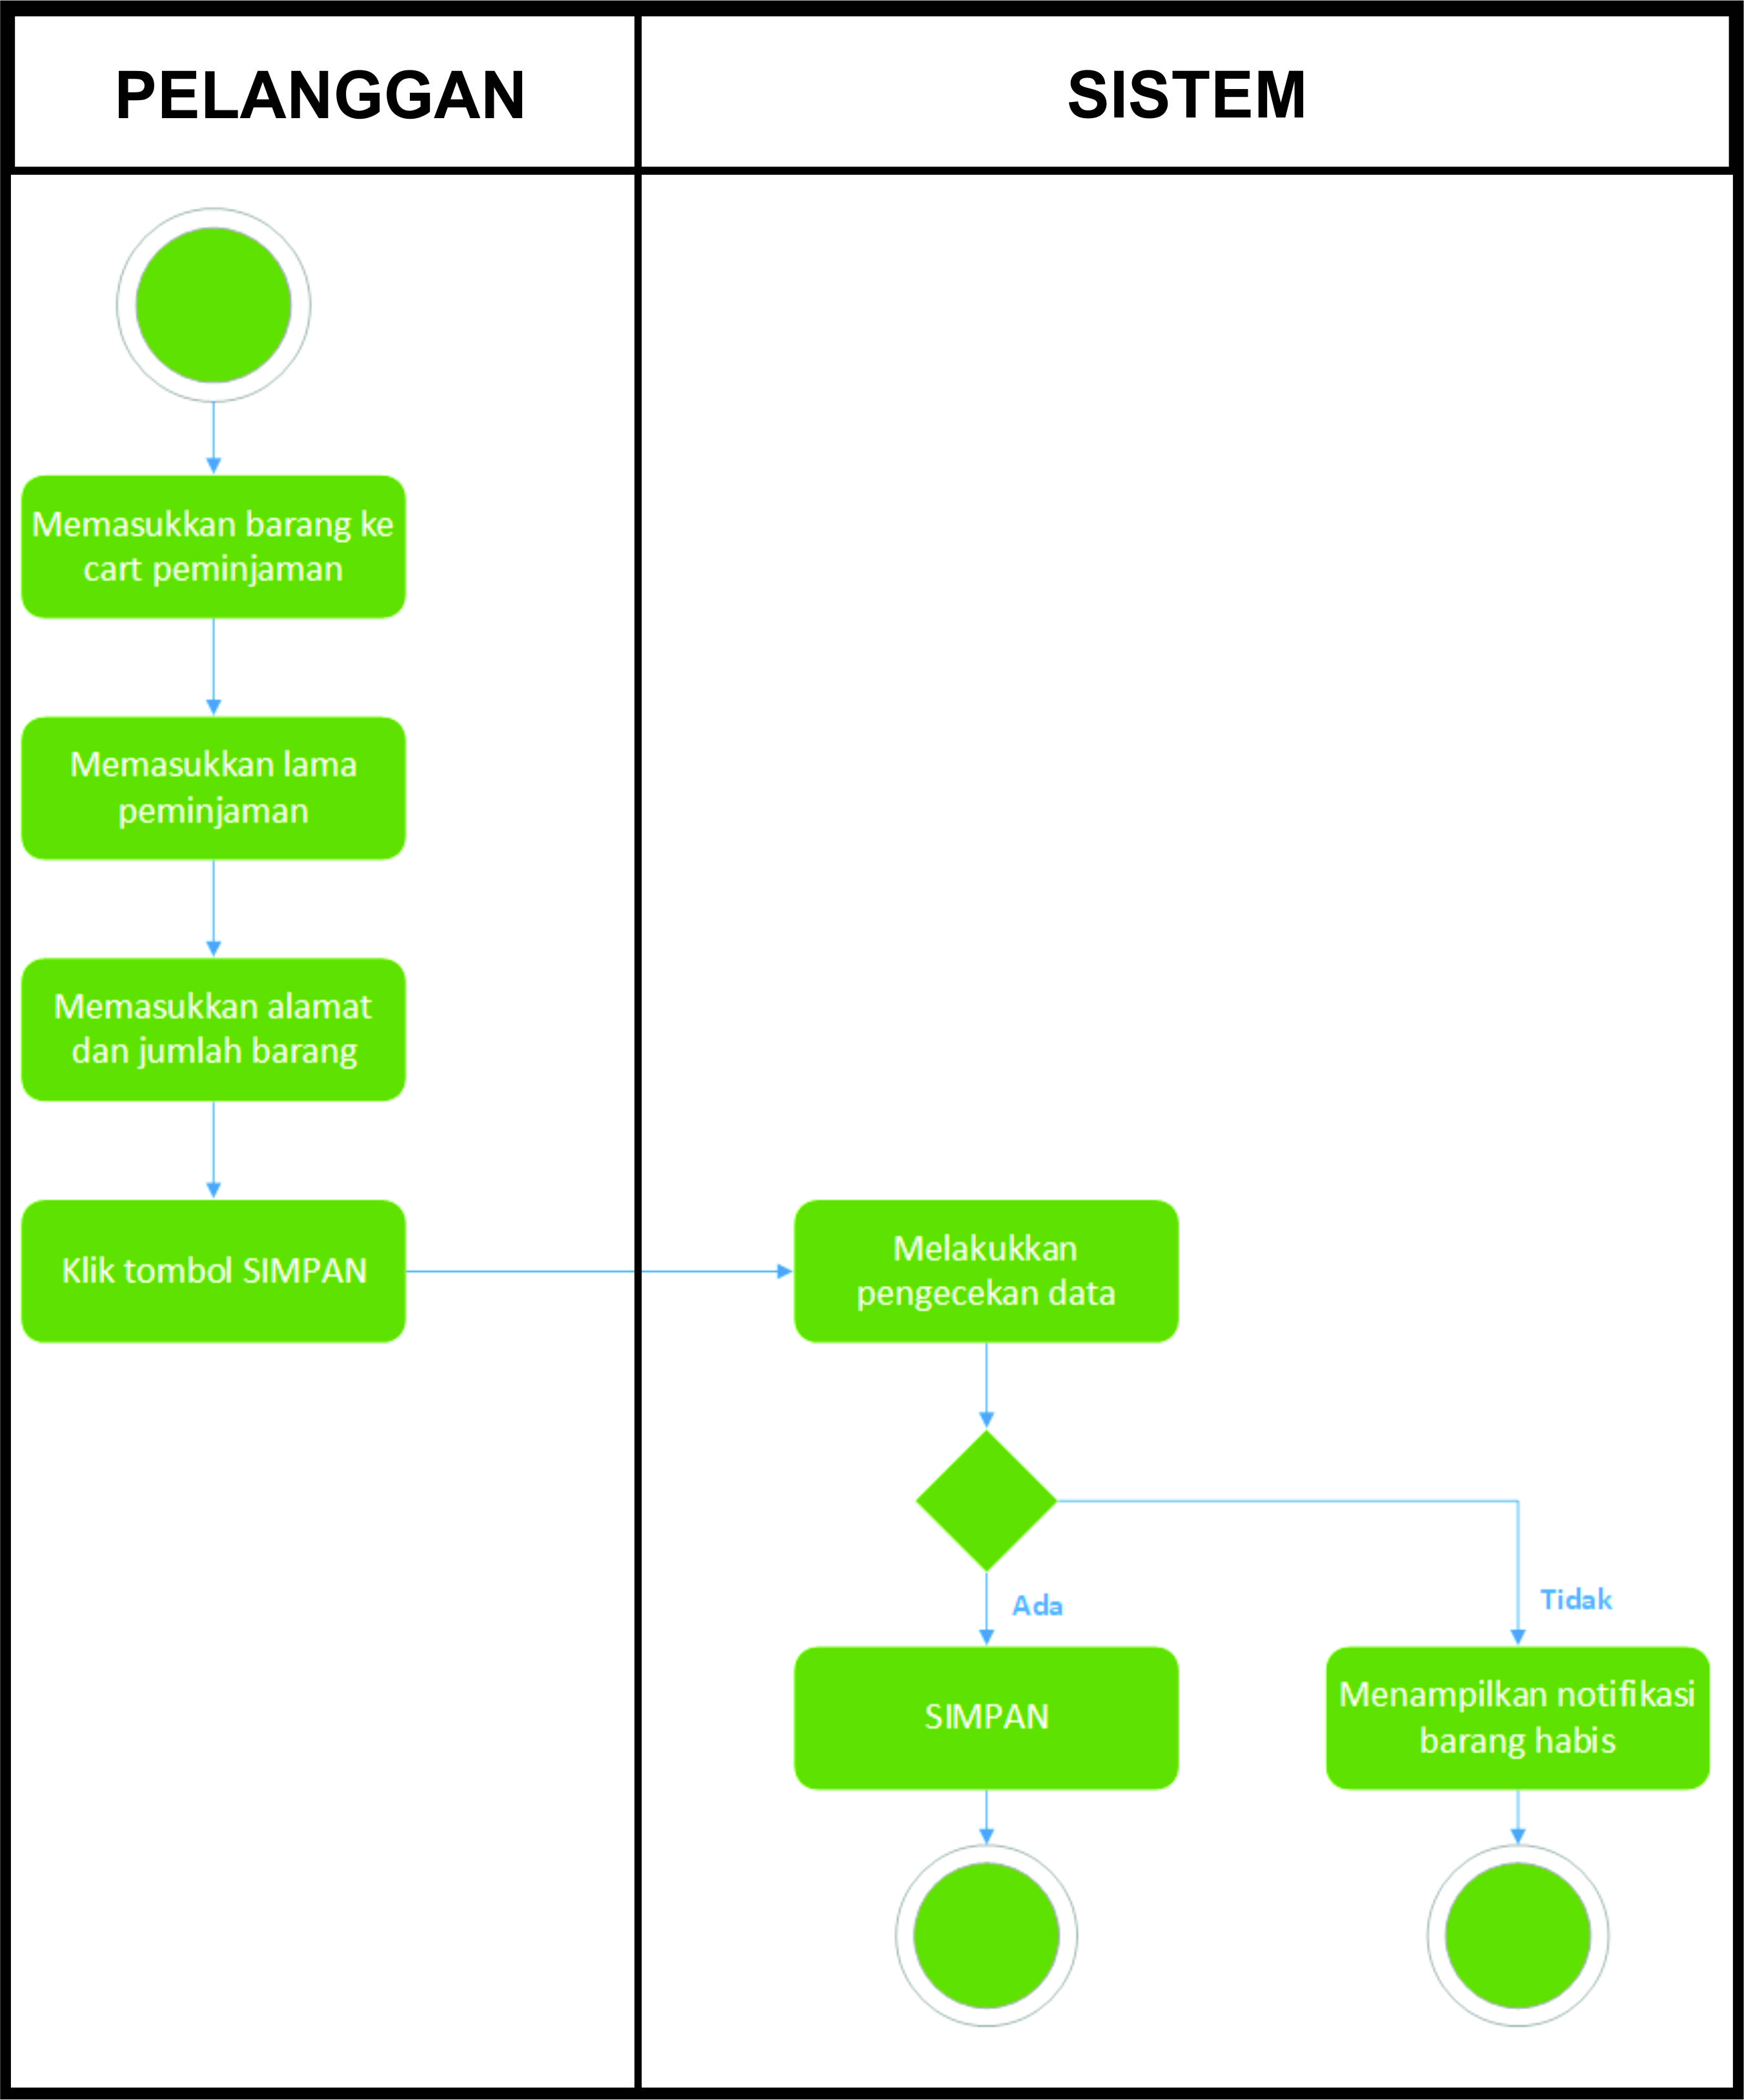 PELANGGAN
SISTEM
Memasukkan barang ke
cart peminjaman
Memasukkan lama
peminjaman
Memasukkan alamat
dan jumlah barang
Klik tombol SIMPAN
Melakukkan
pengecekan data
Ada
Tidak
SIMPAN
Menampilkan notifikasi
barang habis